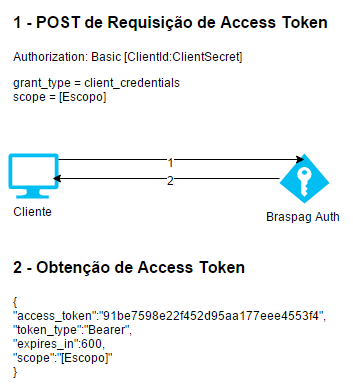 1 - POST de Requisição de Access Token
Authorization: Basic [ClientId:ClientSecret]
grant_type = client_credentials
scope = [Escopo]
1
2
Cliente
Braspag Auth
2 - Obtenção de Access Token
{
"access_token":"91be7598e22f452d95aa177eee4553f4",
"token_type":"Bearer",
"expires_in":600,
"scope":"[Escopo]"
}